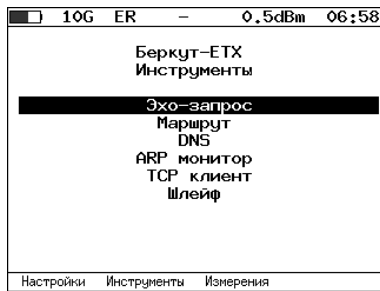 10G ER – 0.5dBm 06:58
Беркут-ETX
Инструменты
Эхо-запрос
Маршрут
DNS
ARP монитор
TCP клиент
Шлейф
Настройки Инструменты Измерения